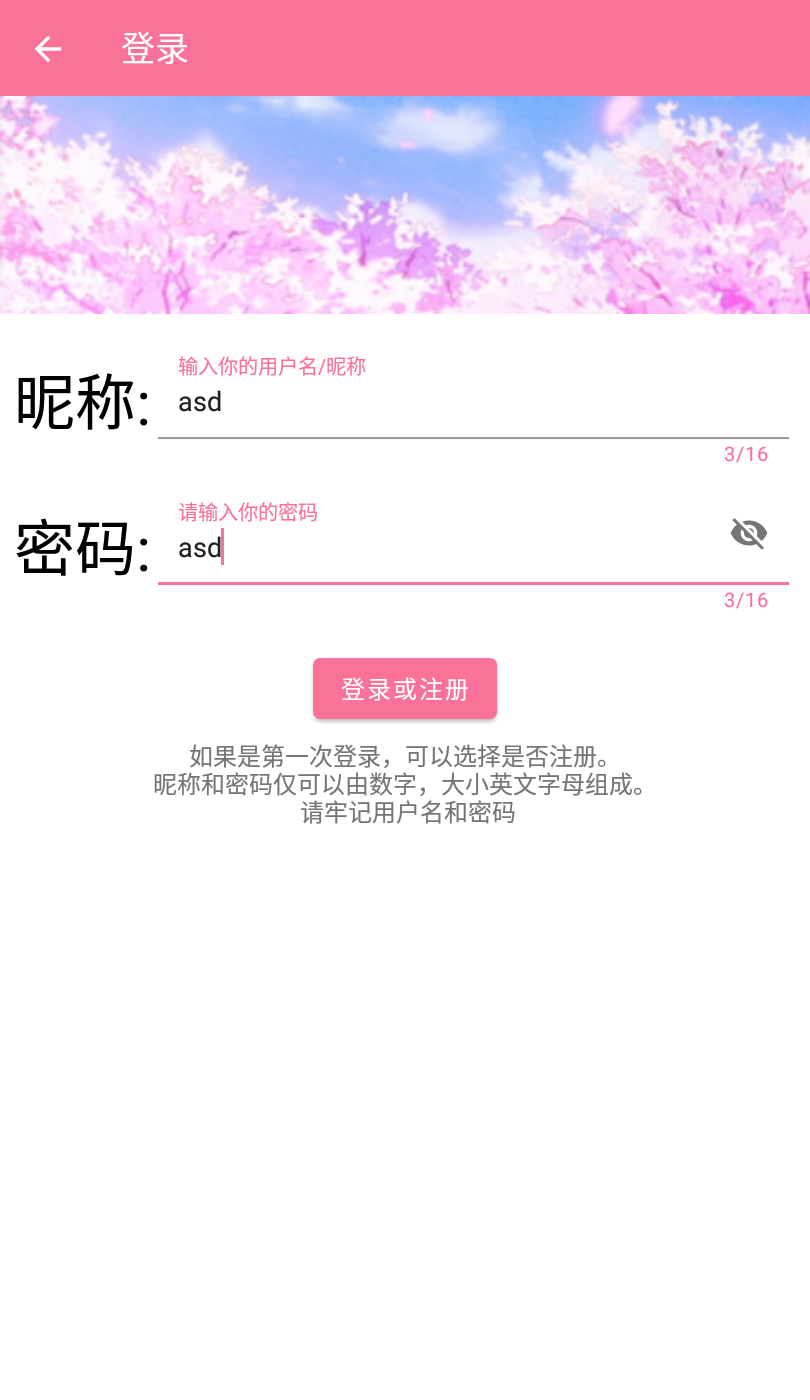 登录
输入你的用户名/昵称
昵称:
asd
3/16
请输入你的密码
密码:
asd
3/16
登录或注册
如果是第一次登录，可以选择是否注册。
昵称和密码仅可以由数字，大小英文字母组成。
请牢记用户名和密码